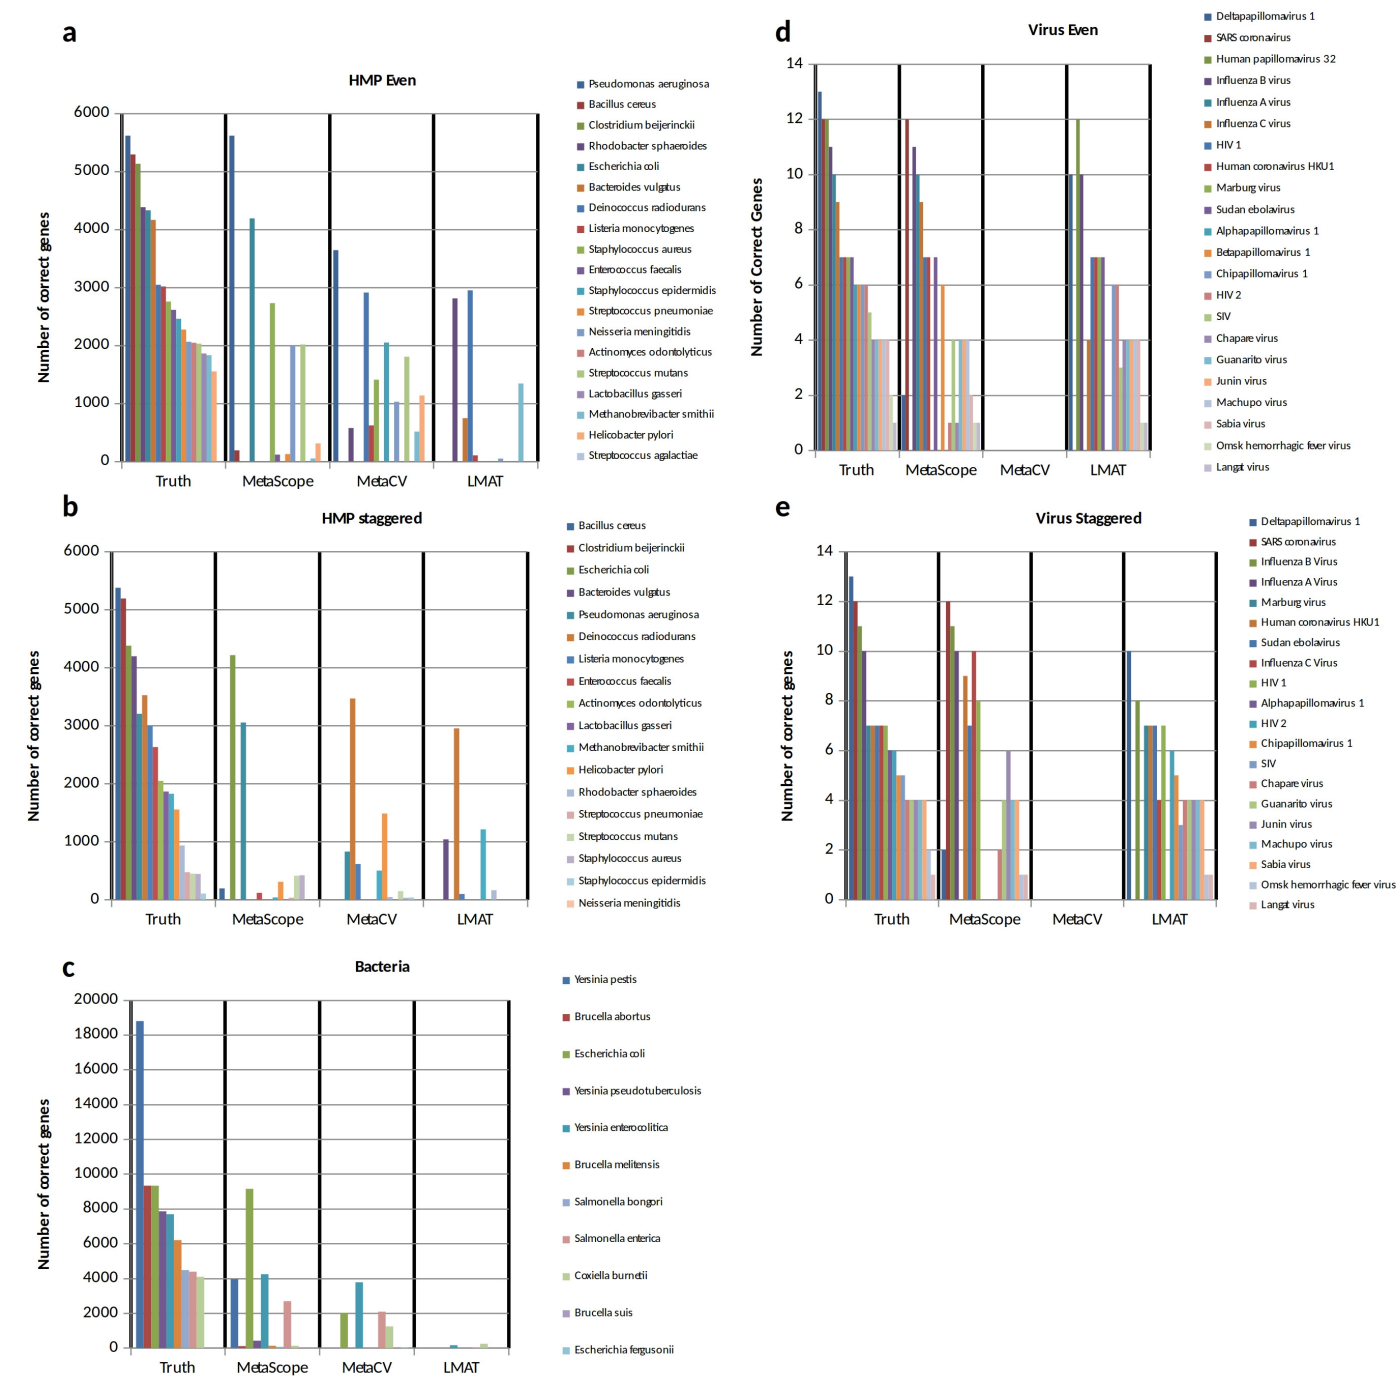 a
HMP Even
Number of correct genes
6000
5000
4000
3000
2000
1000
0
Truth
MetaScope
MetaCV
LMAT
Pseudomonas aeruginosa
Bacillus cereus
Clostridium beijerinckii
Rhodobacter sphaeroides
Escherichia coli
Bacteroides vulgatus
Deinococcus radiodurans
Listeria monocytogenes
Staphylococcus aureus
Enterococcus faecalis
Staphylococcus epidermidis
Streptococcus pneumoniae
Neisseria meningitidis
Actinomyces odontolyticus
Streptococcus mutans
Lactobacillus gasseri
Methanobrevibacter smithii
Helicobacter pylori
Streptococcus agalactiae
b
HMP staggered
Number of correct genes
6000
5000
4000
3000
2000
1000
0
Truth
MetaScope
MetaCV
LMAT
Bacillus cereus
Clostridium beijerinckii
Escherichia coli
Bacteroides vulgatus
Pseudomonas aeruginosa
Deinococcus radiodurans
Listeria monocytogenes
Enterococcus faecalis
Actinomyces odontolyticus
Lactobacillus gasseri
Methanobrevibacter smithii
Helicobacter pylori
Rhodobacter sphaeroides
Streptococcus pneumoniae
Streptococcus mutans
Staphylococcus aureus
Staphylococcus epidermidis
Neisseria meningitidis
c
Bacteria
Number of correct genes
20000
18000
16000
14000
12000
10000
8000
6000
4000
2000
0
Truth
MetaScope
MetaCV
LMAT
Yersinia pestis
Brucella abortus
Escherichia coli
Yersinia pseudotuberculosis
Yersinia enterocolitica
Brucella melitensis
Salmonella bongori
Salmonella enterica
Coxiella burnetii
Brucella suis
Escherichia fergusonii
d
Virus Even
Number of Correct Genes
14
12
10
8
6
4
2
0
Truth
MetaScope
MetaCV
LMAT
Deltapapillomavirus 1
SARS coronavirus
Human papillomavirus 32
Influenza B virus
Influenza A virus
Influenza C virus
HIV 1
Human coronavirus HKU1
Marburg virus
Sudan ebolavirus
Alphapapillomavirus 1
Betapapillomavirus 1
Chipapillomavirus 1
HIV 2
SIV
Chapare virus
Guanarito virus
Junin virus
Machupo virus
Sabia virus
Omsk hemorrhagic fever virus
Langat virus
e
Virus Staggered
Number of correct genes
14
12
10
8
6
4
2
0
Truth
MetaScope
MetaCV
LMAT
Deltapapillomavirus 1
SARS coronavirus
Influenza B Virus
Influenza A Virus
Marburg virus
Human coronavirus HKU1
Sudan ebolavirus
Influenza C Virus
HIV 1
Alphapapillomavirus 1
HIV 2
Chipapillomavirus 1
SIV
Chapare virus
Guanarito virus
Junin virus
Machupo virus
Sabia virus
Omsk hemorrhagic fever virus
Langat virus